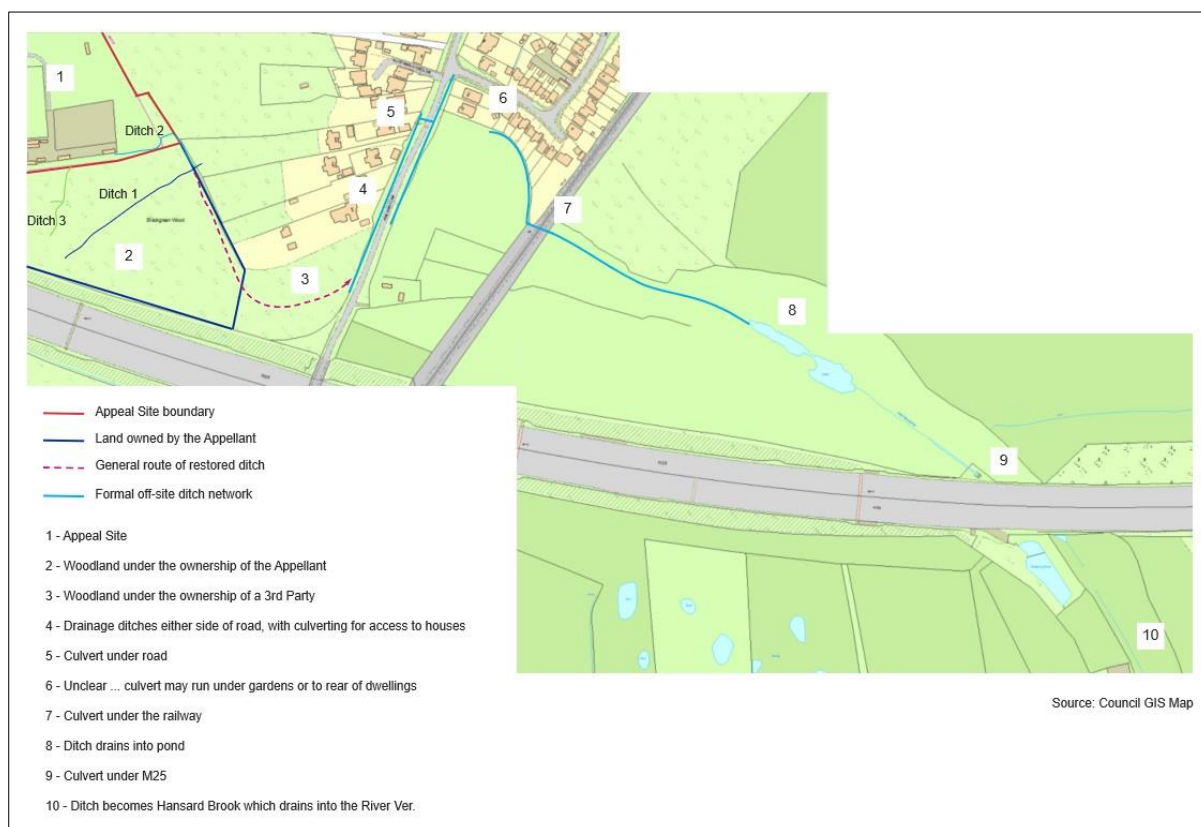 1
Ditch 2
Ditch 1
Ditch 3
2
3
4
5
6
7
8
9
10
Appeal Site boundary
Land owned by the Appellant
General route of restored ditch
Formal off-site ditch network
1 - Appeal Site
2 - Woodland under the ownership of the Appellant
3 - Woodland under the ownership of a 3rd Party
4 - Drainage ditches either side of road, with culverting for access to houses
5 - Culvert under road
6 - Unclear ... culvert may run under gardens or to rear of dwellings
7 - Culvert under the railway
8 - Ditch drains into pond
9 - Culvert under M25
10 - Ditch becomes Hansard Brook which drains into the River Ver.
Source: Council GIS Map